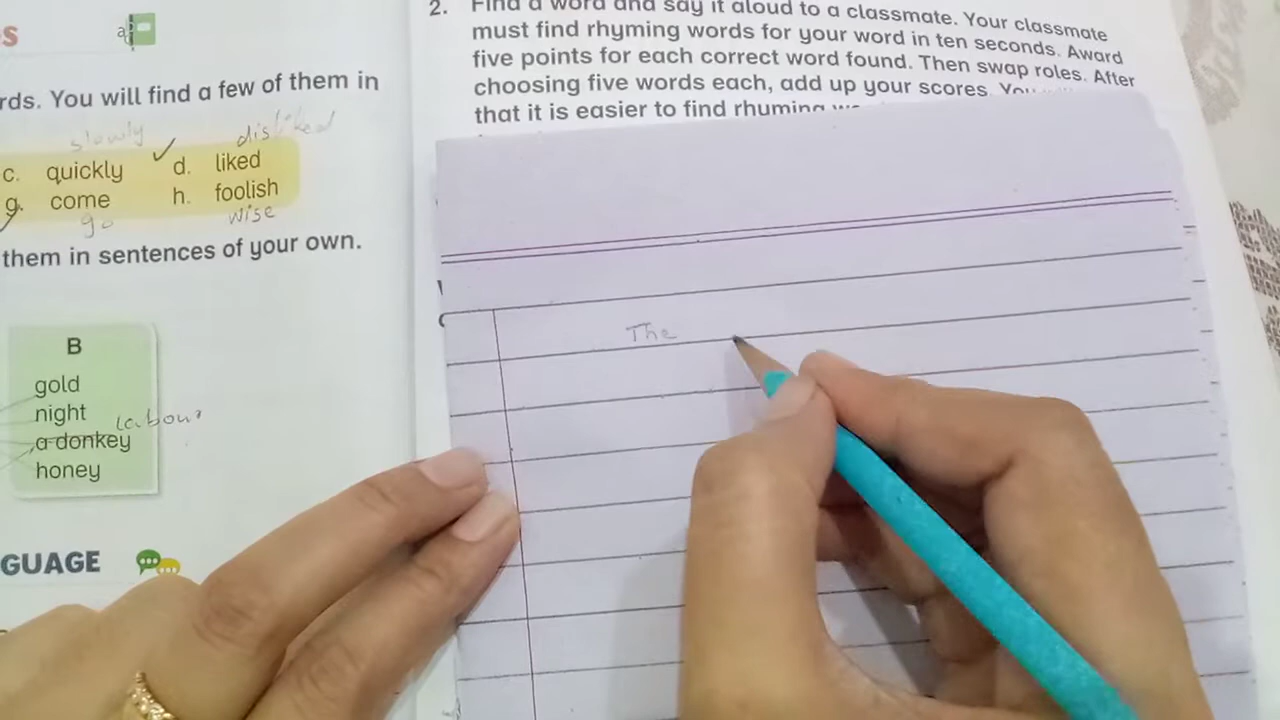 S
rds. You will find a few of them in
slowly disliked
c. quickly d. liked
g. come h. foolish
go wise
them in sentences of your own.
B
gold
night
labour
a donkey
honey
GUAGE
2. Find a word and say it aloud to a classmate. Your classmate
must find rhyming words for your word in ten seconds. Award
five points for each correct word found. Then swap roles. After
choosing five words each, add up your scores. You
that it is easier to find rhyming
The